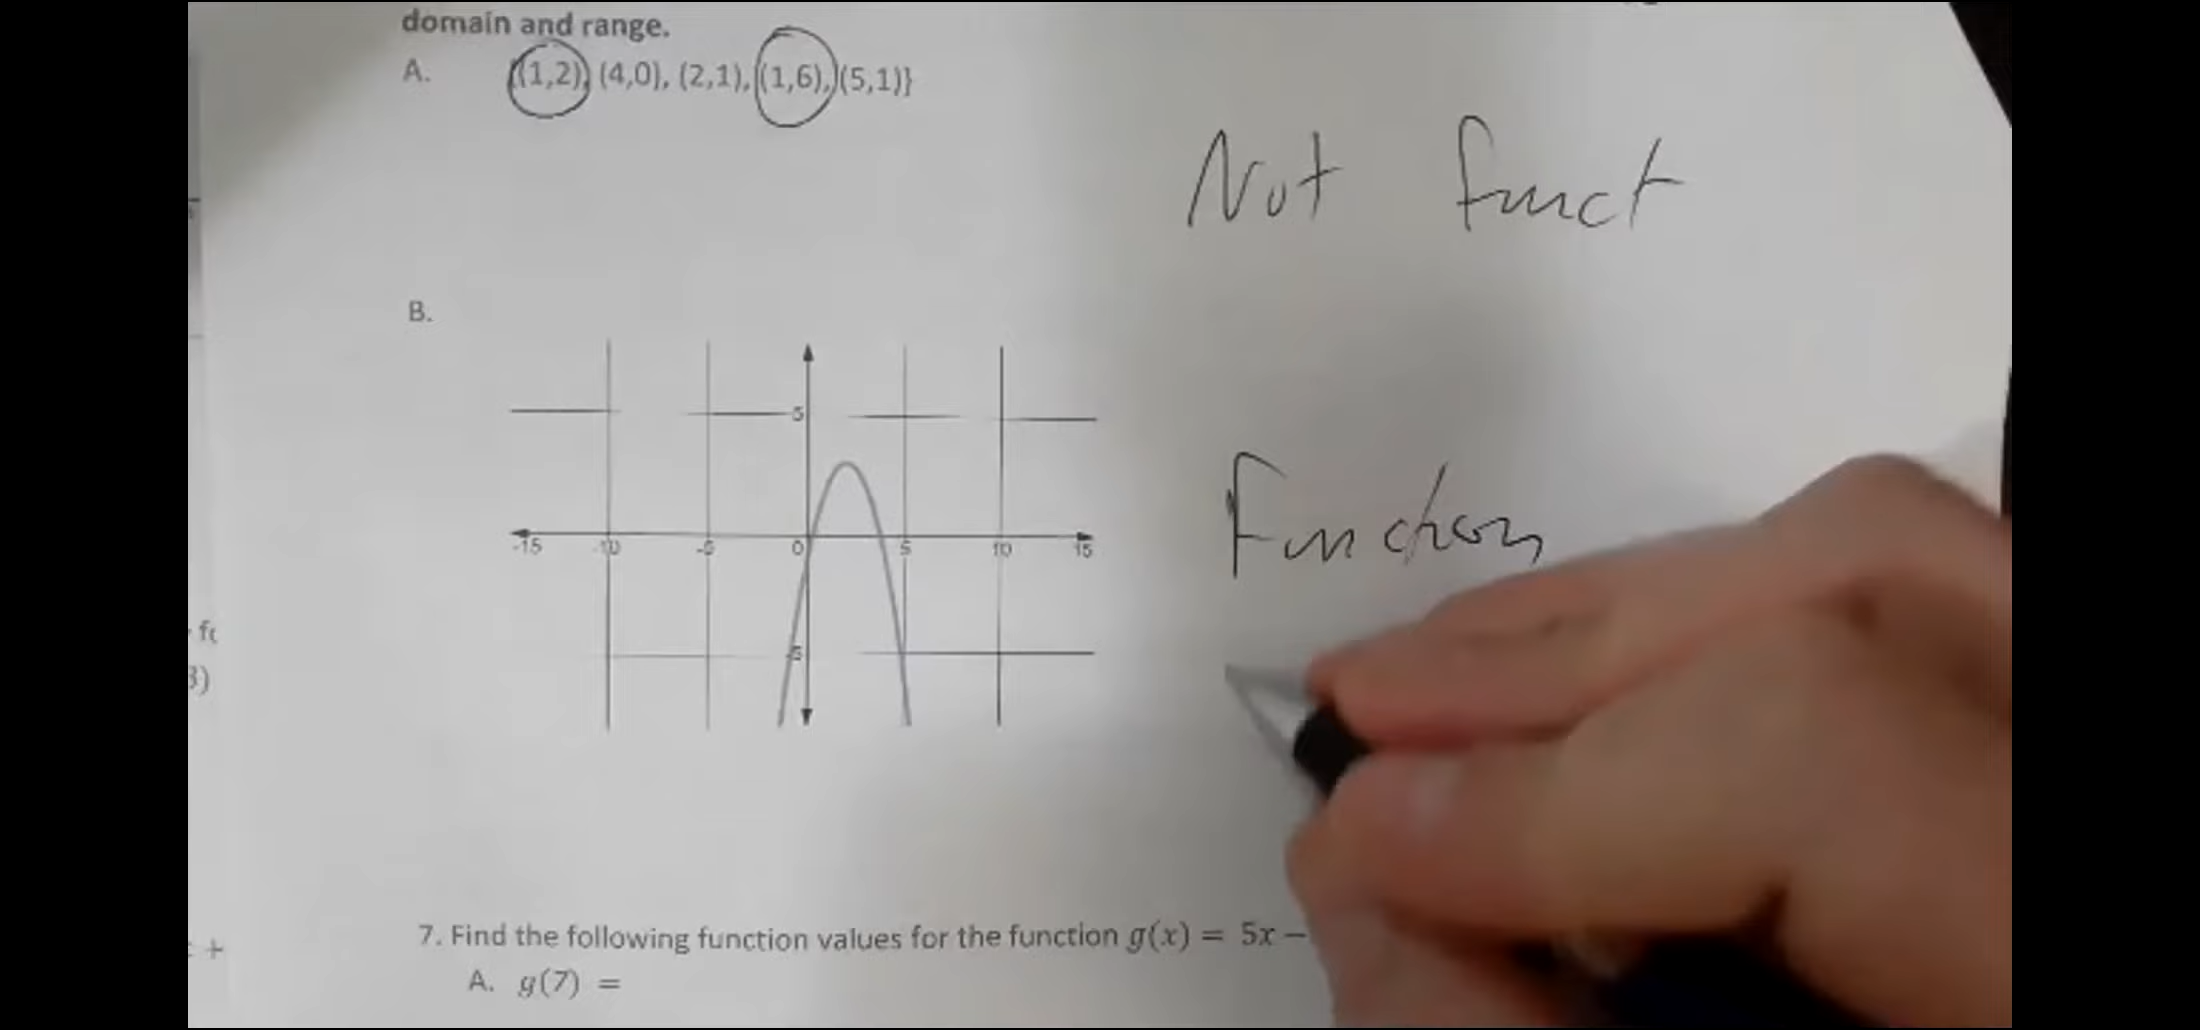 domain and range.
A. {(1,2), (4,0), (2,1), (1,6), (5,1)}
Not funct
B.
5
-15 -10 -5 0 5 10 15
Function
-5
3)
7. Find the following function values for the function g(x) = 5x −
+
A. g(7) =